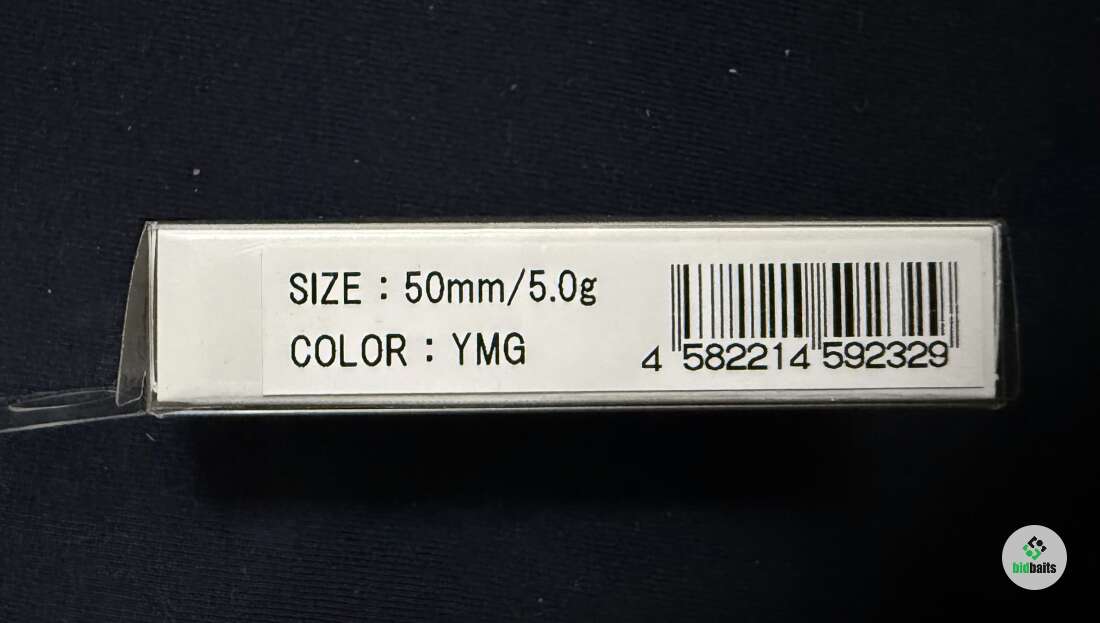 SIZE : 50mm/5.0g
COLOR : YMG
4 582214 592329
bidbaits